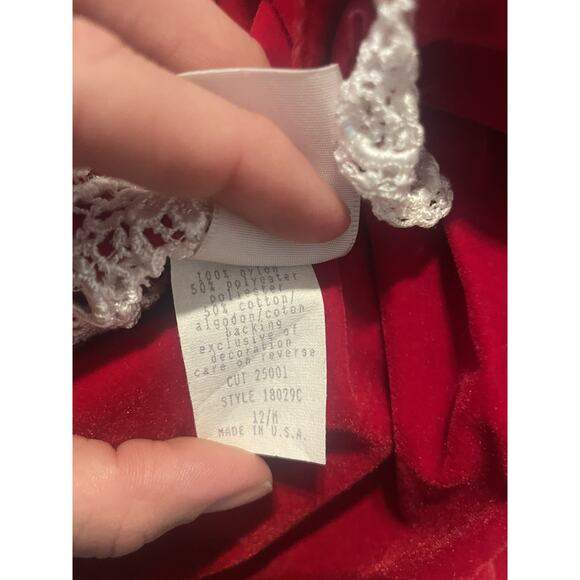 100% nylon
50% polyester
poliester
50% cotton/
algodon/coton
backing
exclusive of
decoration
care on reverse
CUT 25001
STYLE 18029C
12/M
MADE IN U.S.A.